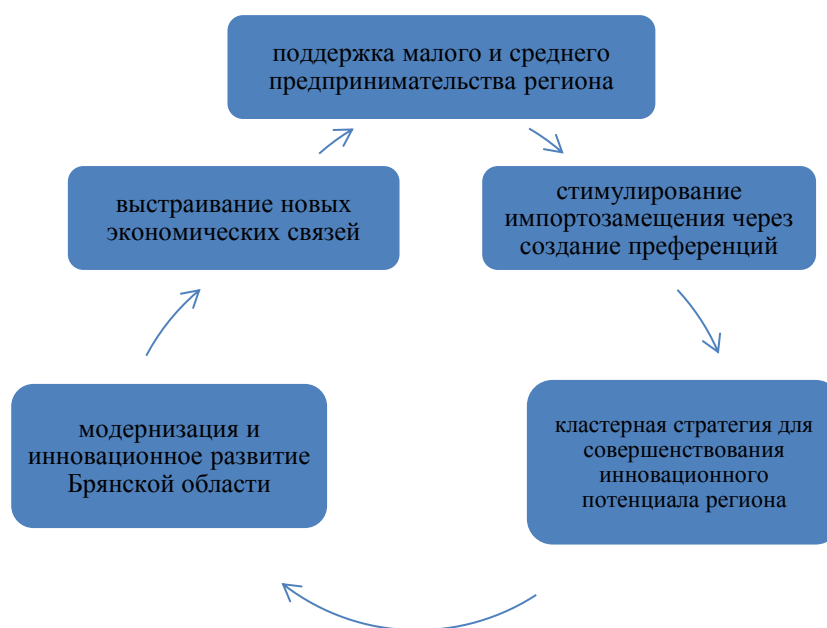 поддержка малого и среднего
предпринимательства региона
стимулирование
импортозамещения через
создание преференций
кластерная стратегия для
совершенствования
инновационного
потенциала региона
модернизация и
инновационное развитие
Брянской области
выстраивание новых
экономических связей